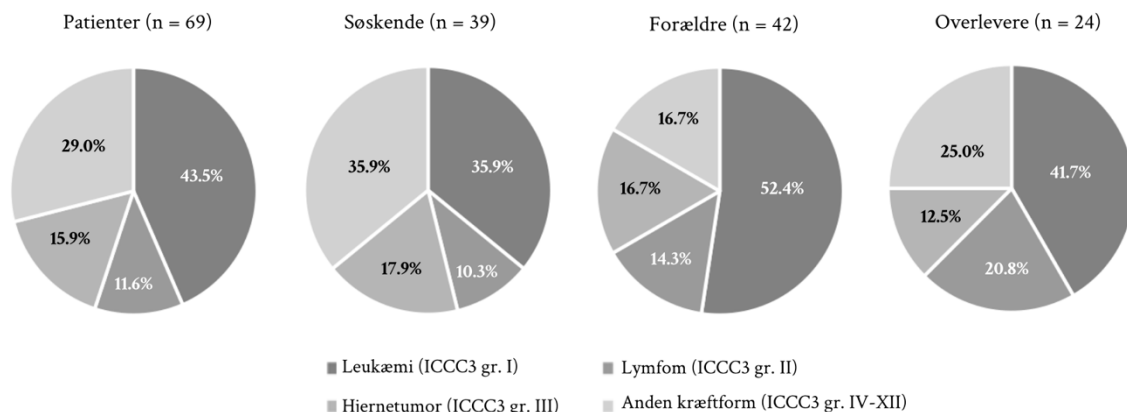 Patienter (n = 69)
Søskende (n = 39)
Forældre (n = 42)
Overlevere (n = 24)
29.0%
43.5%
15.9%
11.6%
35.9%
35.9%
17.9%
10.3%
16.7%
16.7%
52.4%
14.3%
25.0%
41.7%
12.5%
20.8%
Leukæmi (ICCC3 gr. I)
Lymfom (ICCC3 gr. II)
Hjernetumor (ICCC3 gr. III)
Anden kræftform (ICCC3 gr. IV-XII)